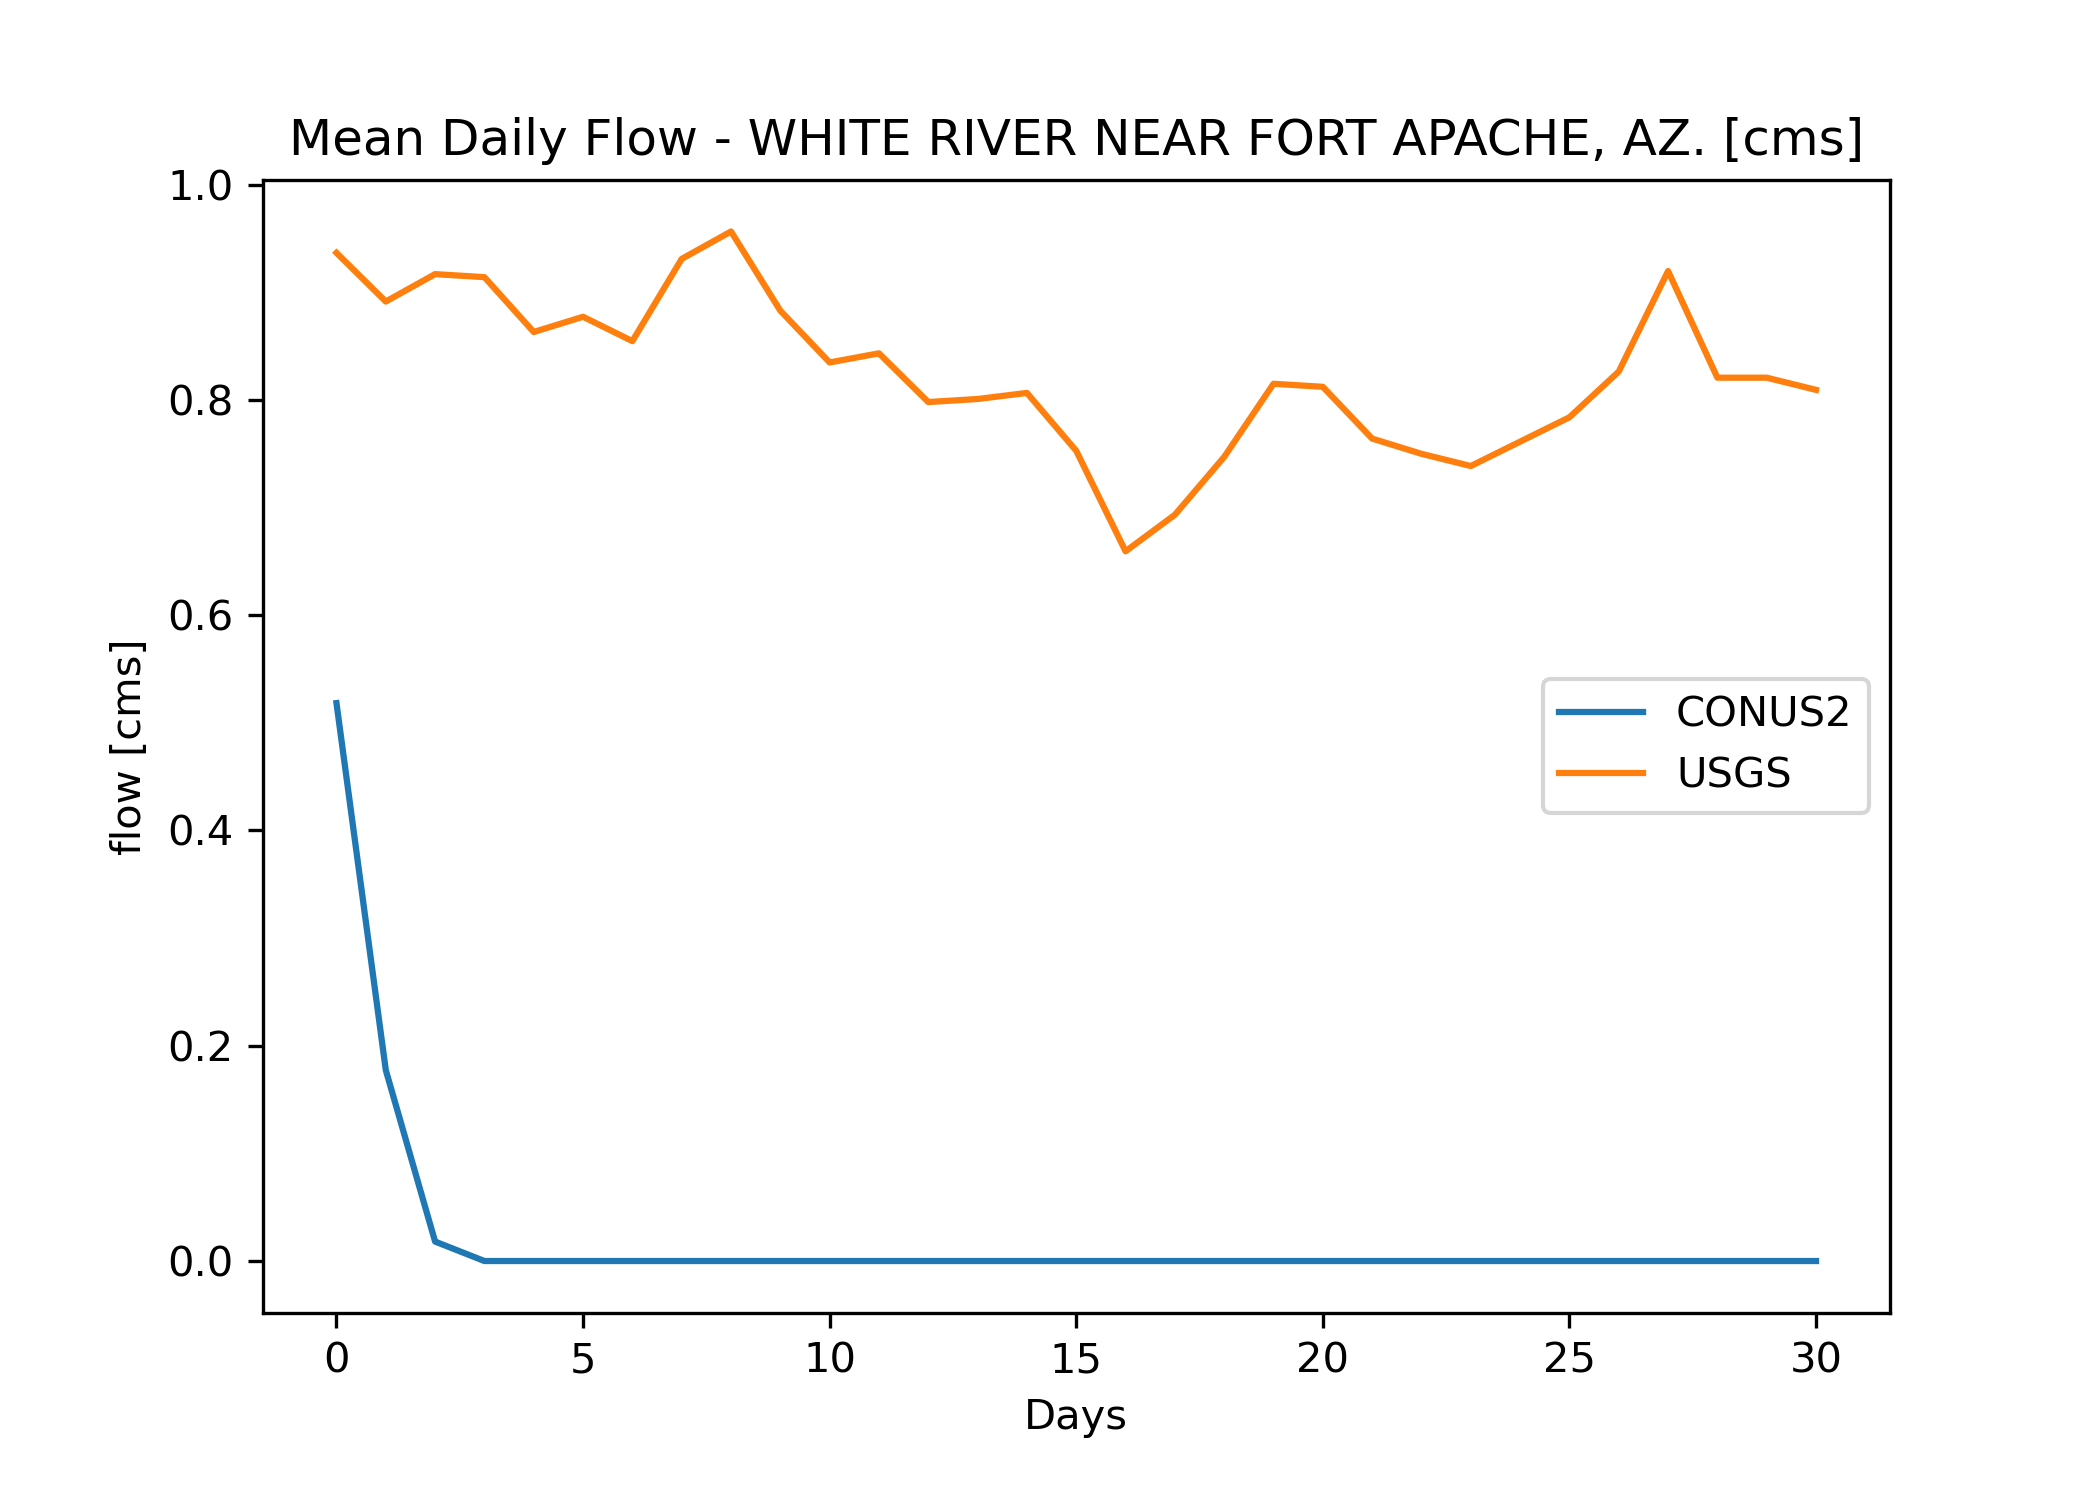 Mean Daily Flow - WHITE RIVER NEAR FORT APACHE, AZ. [cms]
1.0
0.8
0.6
0.4
0.2
0.0
flow [cms]
CONUS2
USGS
0 5 10 15 20 25 30
Days